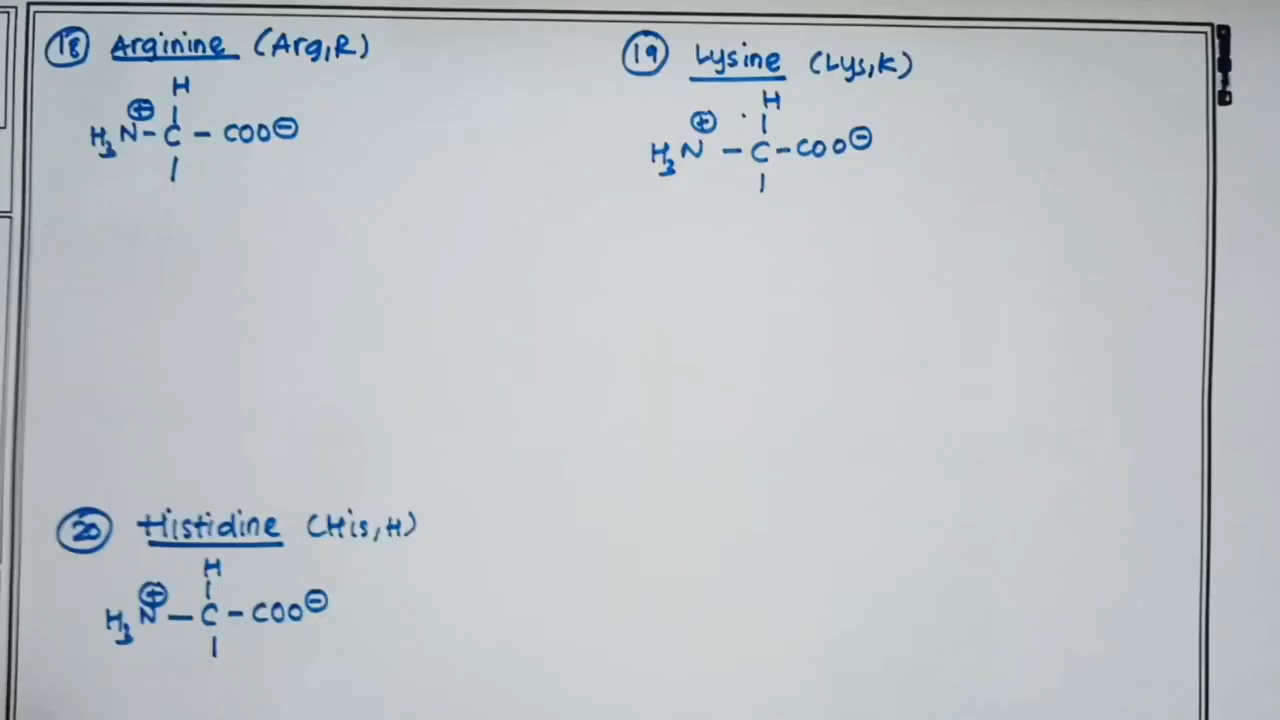 18 Arginine (Arg,R)
H
H3N⊕ - C - COO⊖
19 Lysine (Lys,K)
H
H3N⊕ - C - COO⊖
20 Histidine (His,H)
H
H3N⊕ - C - COO⊖